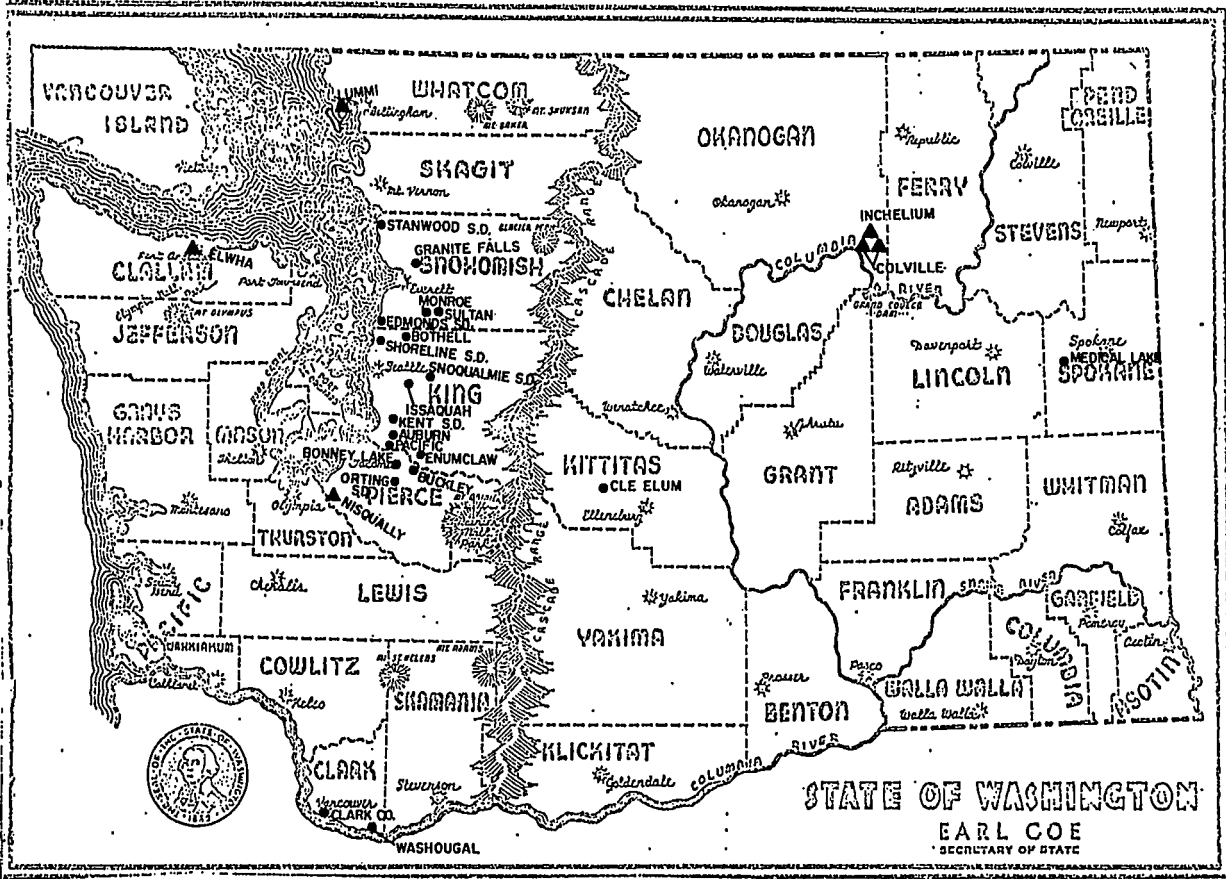 VANCOUVER
ISLAND
LUMMI
Bellingham
WHATCOM
MT. BAKER
MT. SHUKSAN
OKANOGAN
Okanogan
Republic
FERRY
PEND
OREILLE
Colville
STEVENS
Newport
SKAGIT
Mt. Vernon
CASCADE RANGE
STANWOOD S.D.
GRANITE FALLS
SNOHOMISH
Everett
MONROE
SULTAN
EDMONDS SD.
BOTHELL
SHORELINE S.D.
ELWHA
CLALLAM
Port Townsend
MT OLYMPUS
JEFFERSON
INCHELIUM
COLVILLE
COLUMBIA
RIVER
GRAND COULEE
DAM
CHELAN
DOUGLAS
Waterville
Wenatchee
Davenport
LINCOLN
Spokane
MEDICAL LAKE
SPOKANE
Seattle
SNOQUALMIE S.D.
KING
ISSAQUAH
KENT S.D.
AUBURN
PACIFIC
BONNEY LAKE
Tacoma
ENUMCLAW
BUCKLEY
ORTING
SD
PIERCE
NISQUALLY
GRAYS
HARBOR
MASON
Shelton
Montesano
Olympia
THURSTON
KITTITAS
CLE ELUM
Ellensburg
GRANT
Ephrata
Ritzville
ADAMS
WHITMAN
Colfax
CASCADE RANGE
PACIFIC
Chehalis
LEWIS
Yakima
YAKIMA
FRANKLIN
SNAKE RIVER
GARFIELD
Pomeroy
COLUMBIA
Dayton
ASOTIN
Asotin
WAHKIAKUM
COWLITZ
Kelso
MT. ST. HELENS
MT. ADAMS
SKAMANIA
Prosser
BENTON
Pasco
WALLA WALLA
Walla Walla
KLICKITAT
Goldendale
COLUMBIA
RIVER
CLARK
Stevenson
Vancouver
CLARK CO.
WASHOUGAL
STATE OF WASHINGTON
EARL COE
SECRETARY OF STATE